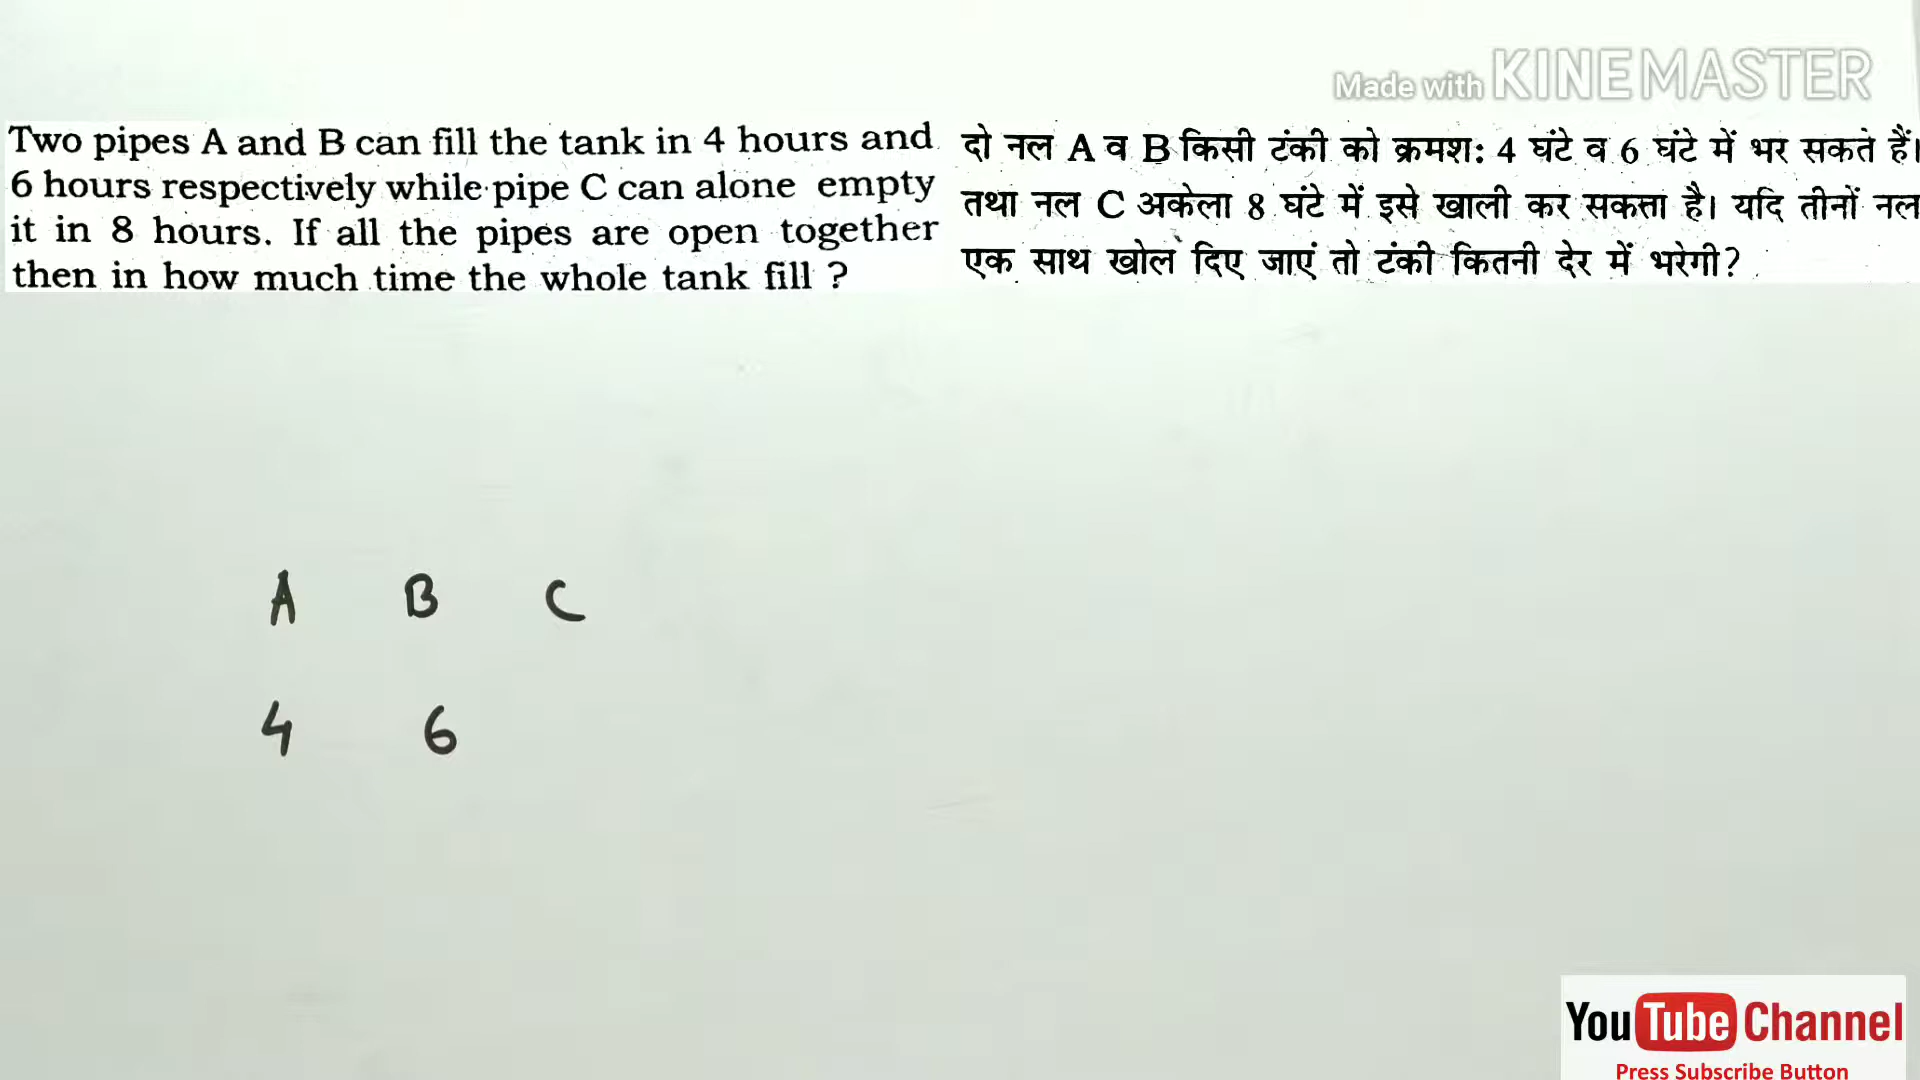 Made with KINEMASTER
Two pipes A and B can fill the tank in 4 hours and
6 hours respectively while pipe C can alone empty
it in 8 hours. If all the pipes are open together
then in how much time the whole tank fill ?
दो नल A व B किसी टंकी को क्रमश: 4 घंटे व 6 घंटे में भर सकते हैं।
तथा नल C अकेला 8 घंटे में इसे खाली कर सकता है। यदि तीनों नल
एक साथ खोल दिए जाएं तो टंकी कितनी देर में भरेगी?
A B C
4 6
YouTube Channel
Press Subscribe Button